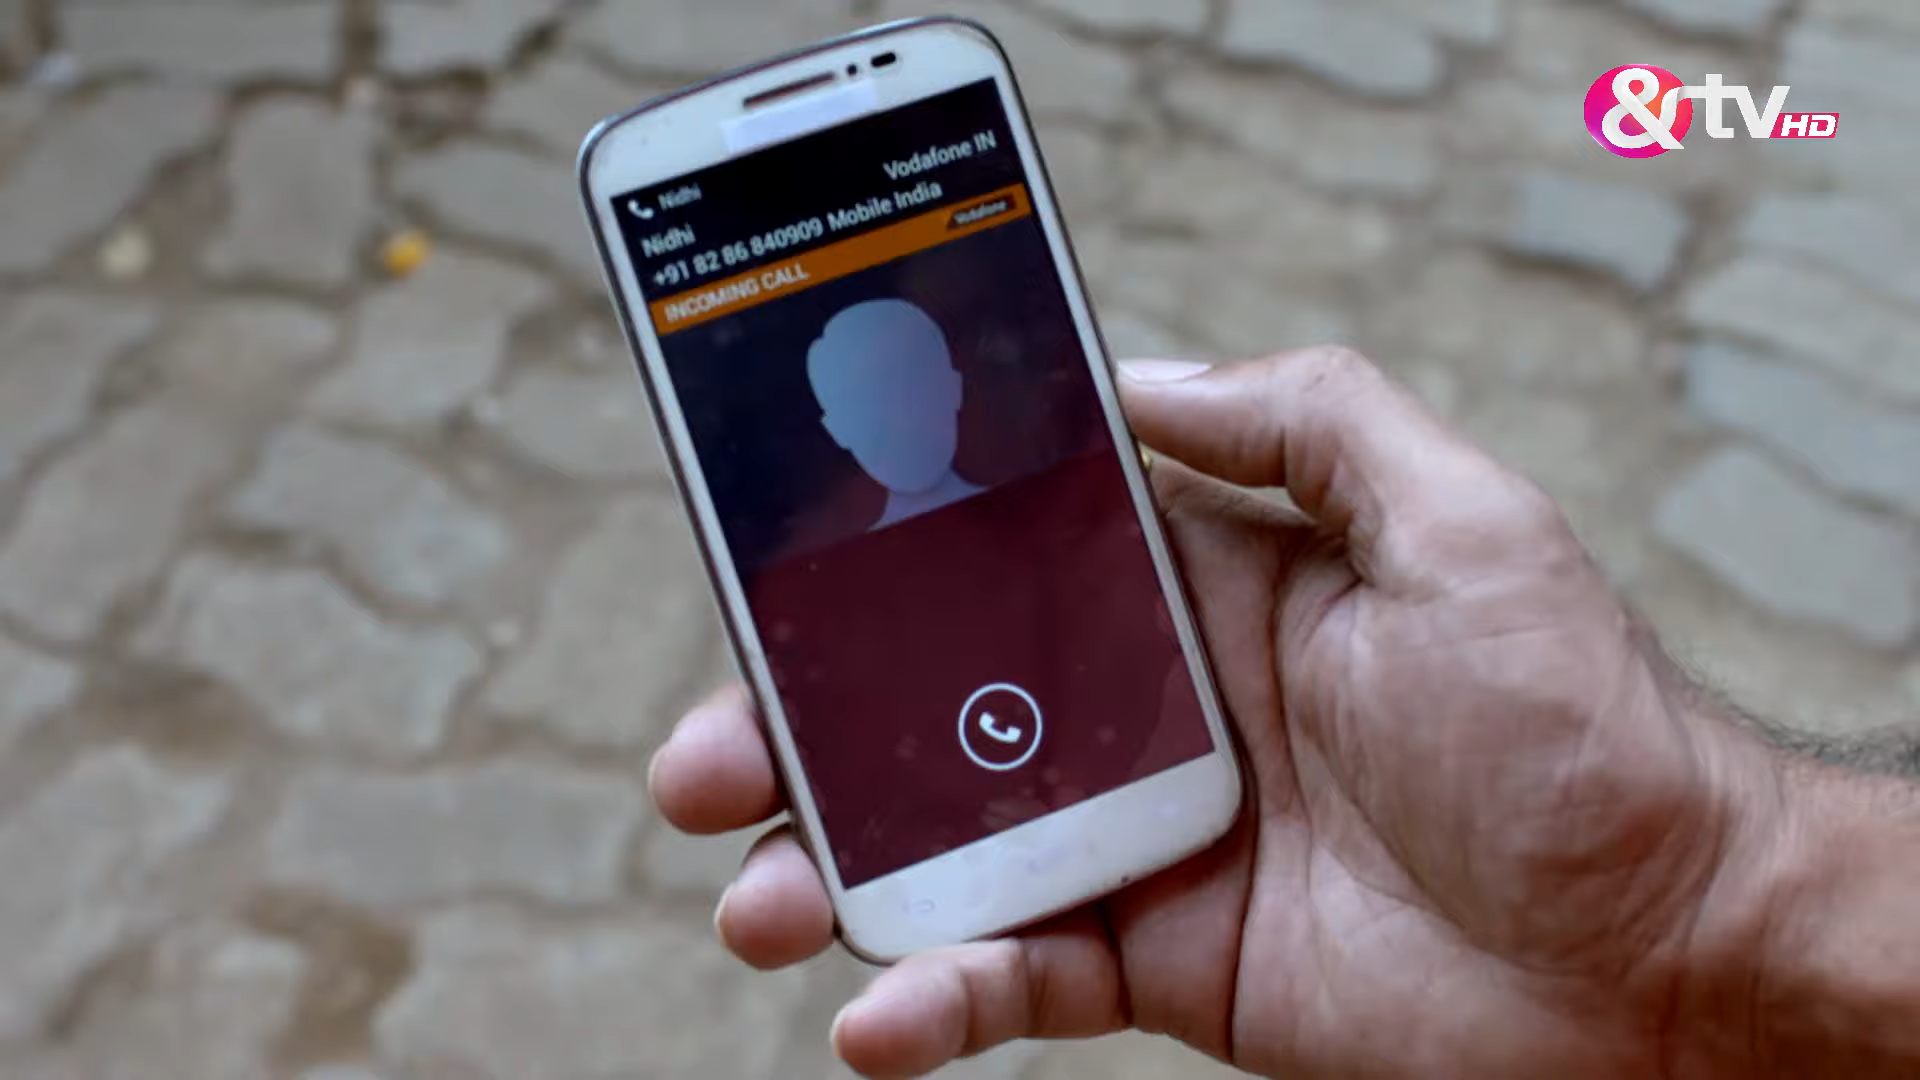 &tv HD
Vodafone IN
Nidhi
Nidhi
+91 82 86 840909 Mobile India
Vodafone
INCOMING CALL